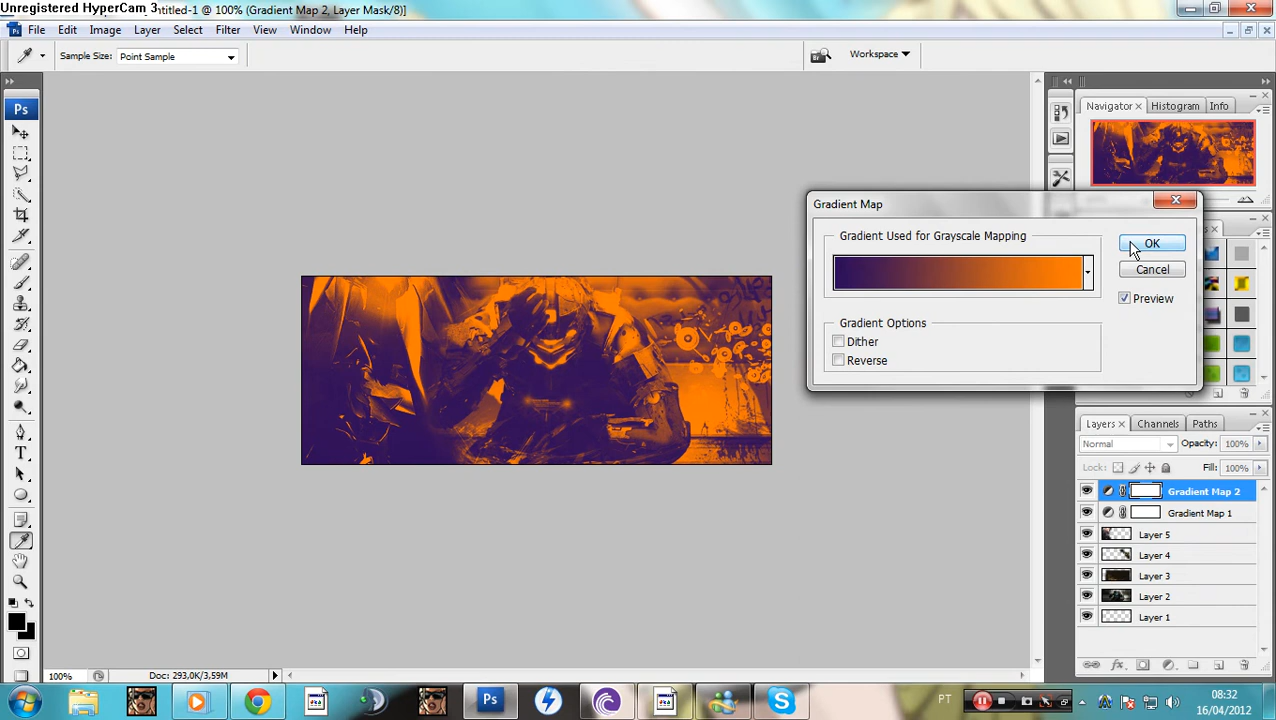 Unregistered HyperCam 3
ntitled-1 @ 100% (Gradient Map 2, Layer Mask/8)]
File Edit Image Layer Select Filter View Window Help
Sample Size: Point Sample
Workspace
Ps
Navigator Histogram Info
Gradient Map
Gradient Used for Grayscale Mapping
OK
Cancel
Preview
Gradient Options
Dither
Reverse
Layers Channels Paths
Normal Opacity: 100%
Lock: Fill: 100%
Gradient Map 2
Gradient Map 1
Layer 5
Layer 4
Layer 3
Layer 2
Layer 1
100% Doc: 293,0K/3,59M
Ps
PT
08:32
16/04/2012